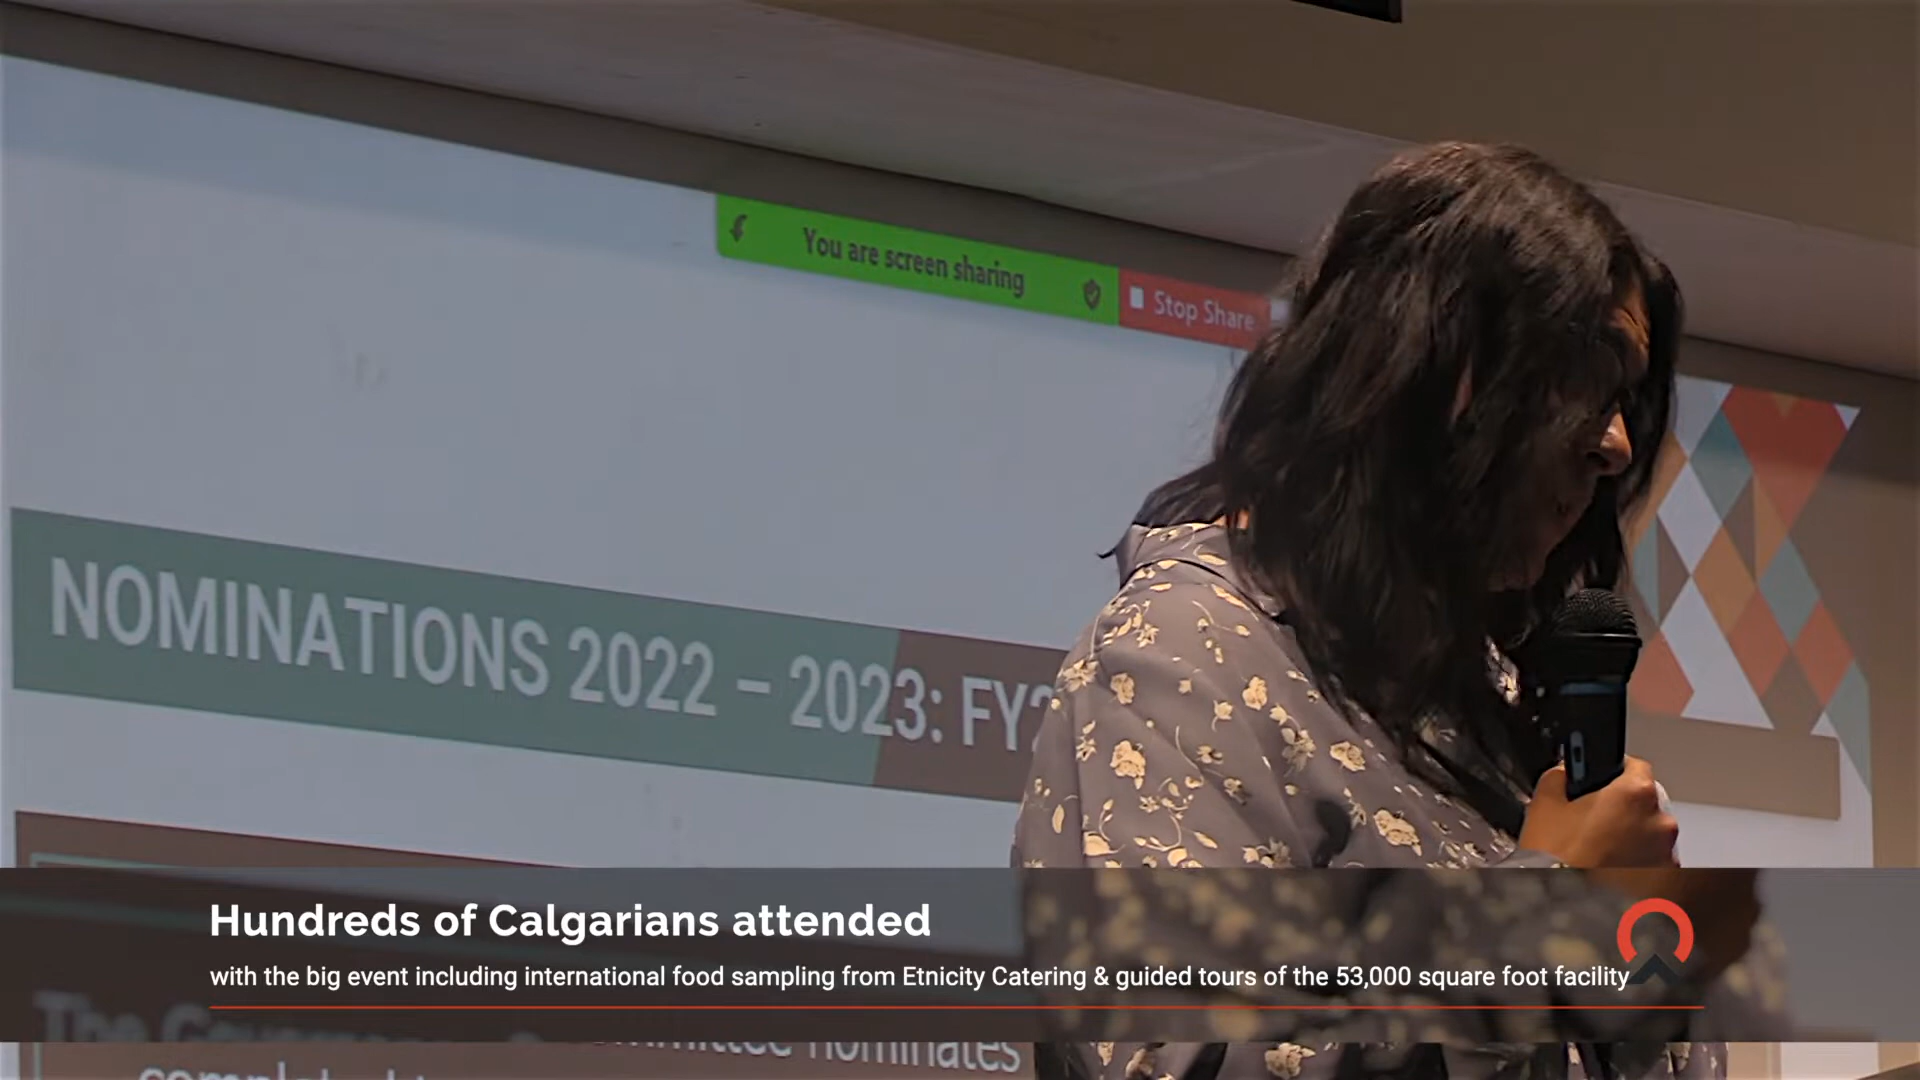 You are screen sharing
Stop Share
NOMINATIONS 2022 – 2023: FY
Hundreds of Calgarians attended
with the big event including international food sampling from Etnicity Catering & guided tours of the 53,000 square foot facility
The
nominates